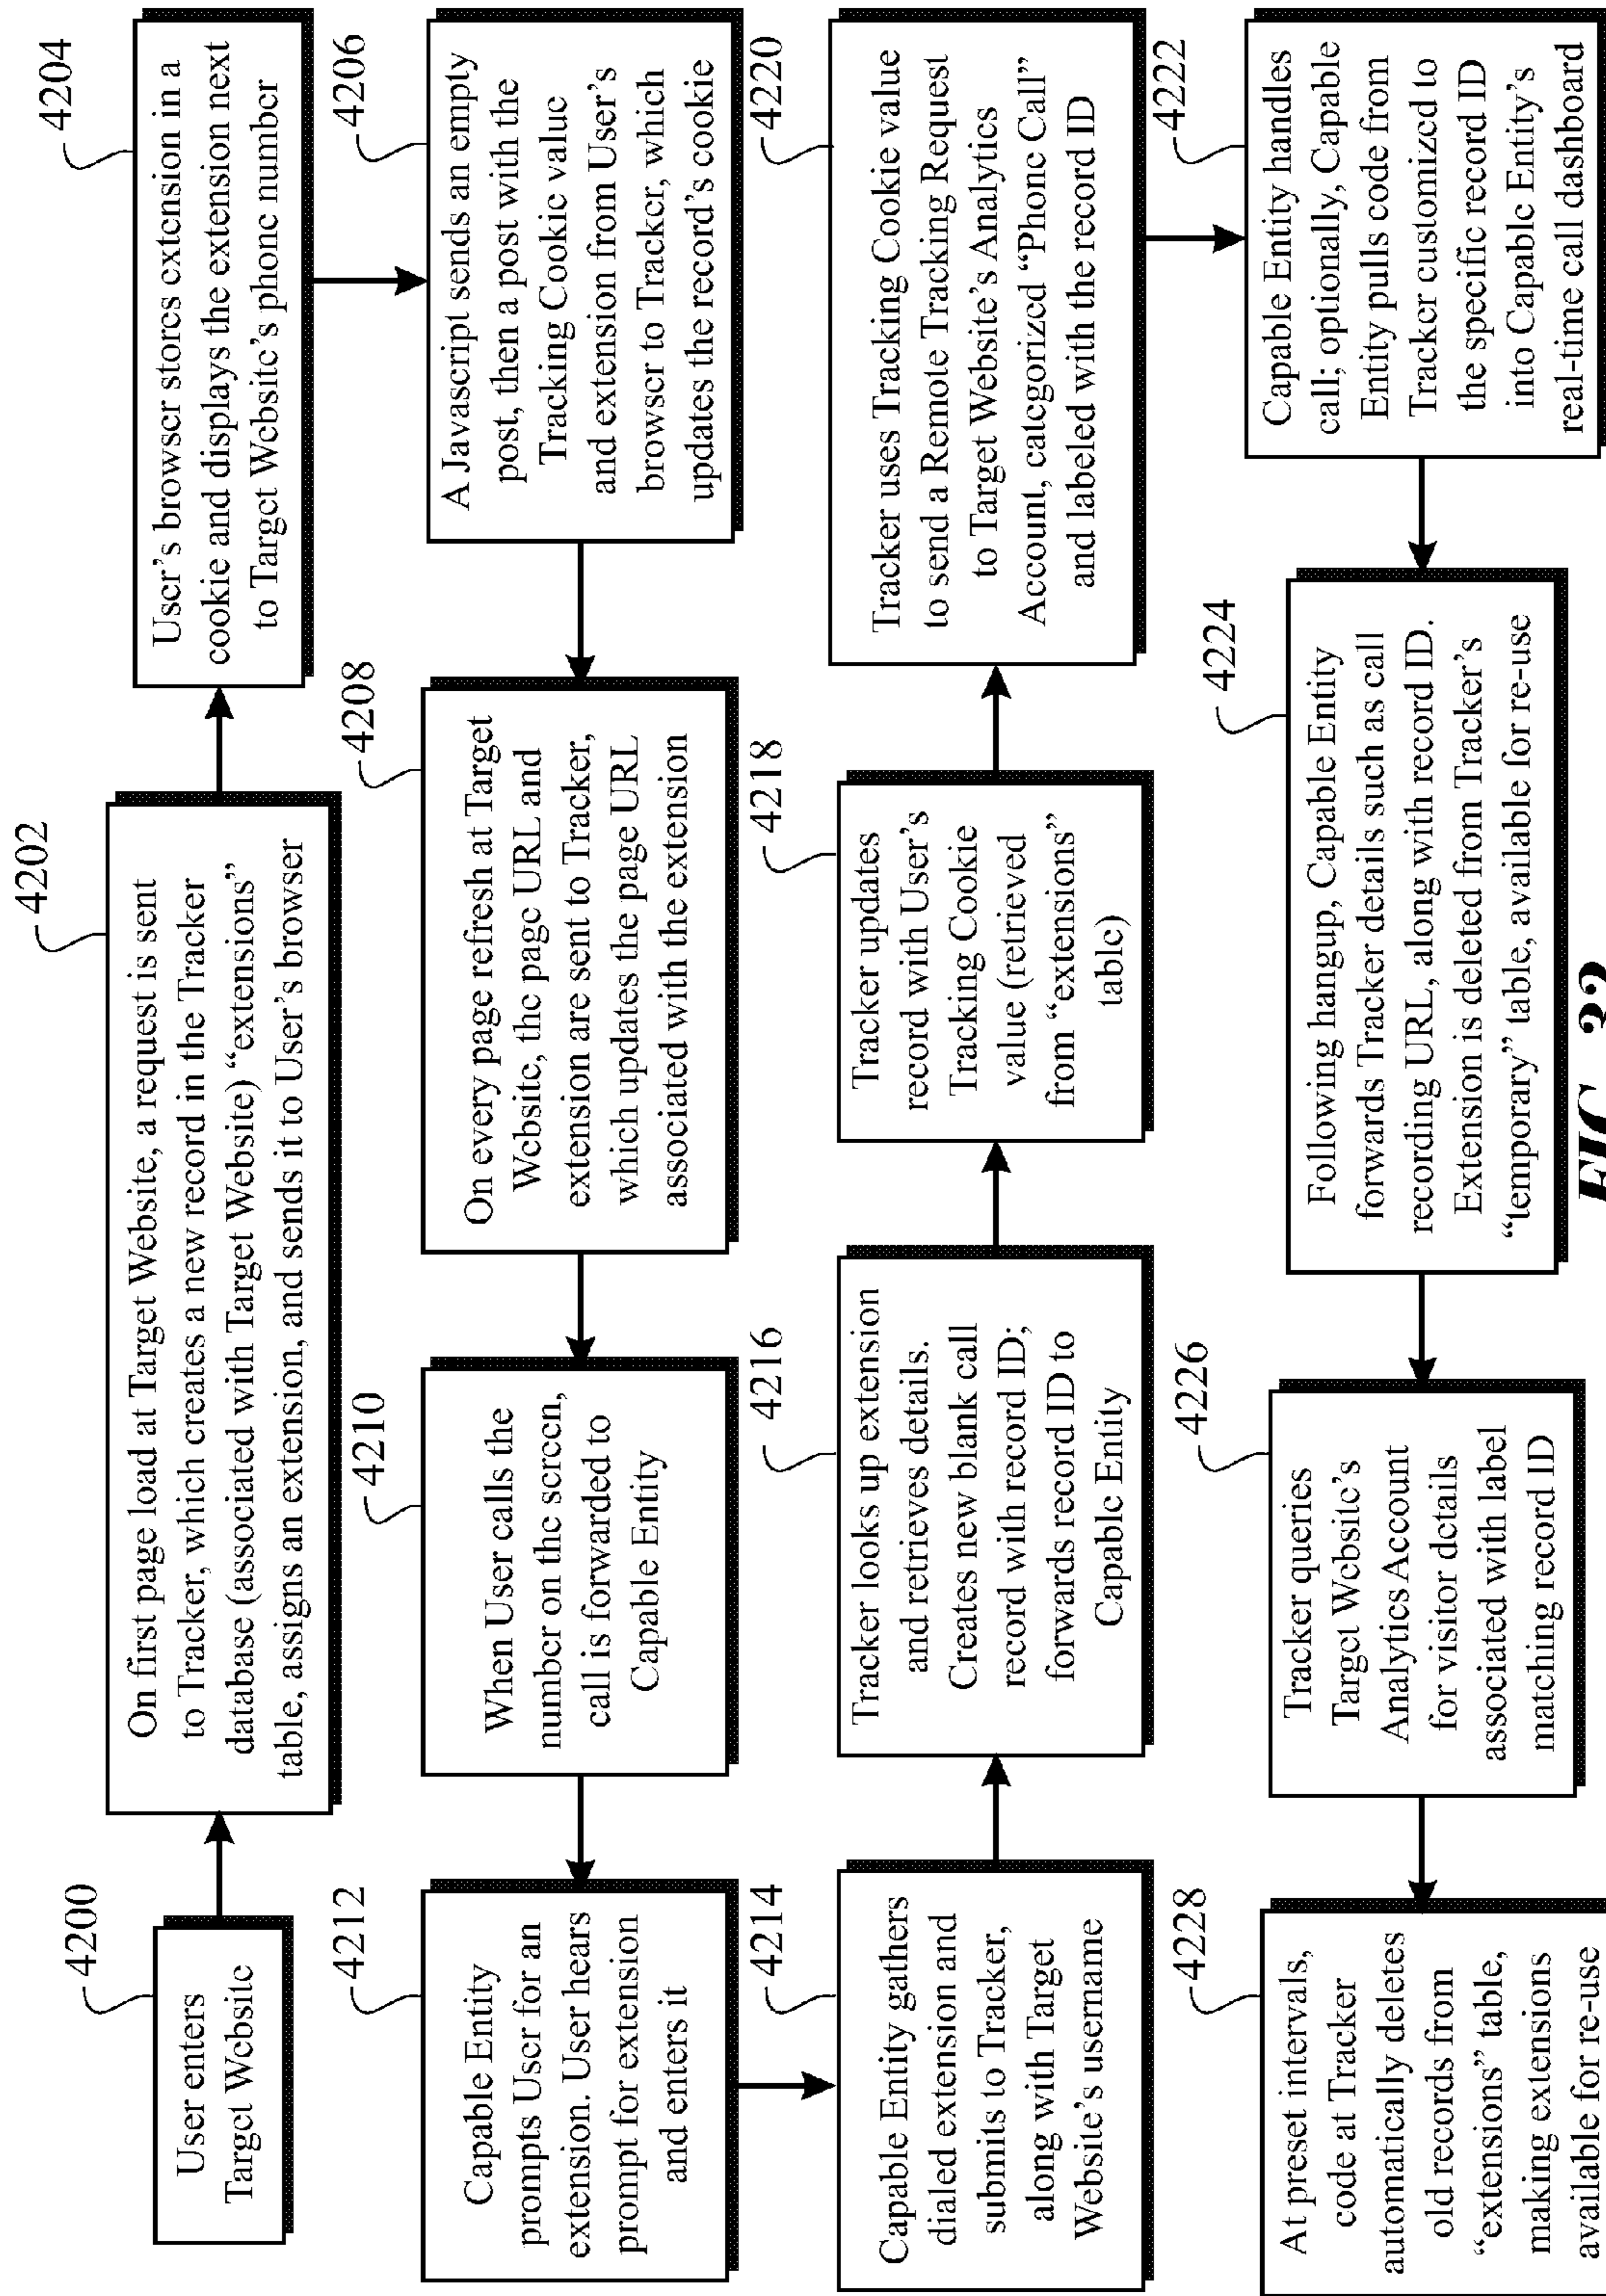 4200
User enters
Target Website
4202
On first page load at Target Website, a request is sent
to Tracker, which creates a new record in the Tracker
database (associated with Target Website) “extensions”
table, assigns an extension, and sends it to User’s browser
4204
User’s browser stores extension in a
cookie and displays the extension next
to Target Website’s phone number
4206
A Javascript sends an empty
post, then a post with the
Tracking Cookie value
and extension from User’s
browser to Tracker, which
updates the record’s cookie
4208
On every page refresh at Target
Website, the page URL and
extension are sent to Tracker,
which updates the page URL
associated with the extension
4210
When User calls the
number on the screen,
call is forwarded to
Capable Entity
4212
Capable Entity
prompts User for an
extension. User hears
prompt for extension
and enters it
4214
Capable Entity gathers
dialed extension and
submits to Tracker,
along with Target
Website’s username
4216
Tracker looks up extension
and retrieves details.
Creates new blank call
record with record ID;
forwards record ID to
Capable Entity
4218
Tracker updates
record with User’s
Tracking Cookie
value (retrieved
from “extensions”
table)
4220
Tracker uses Tracking Cookie value
to send a Remote Tracking Request
to Target Website’s Analytics
Account, categorized “Phone Call”
and labeled with the record ID
4222
Capable Entity handles
call; optionally, Capable
Entity pulls code from
Tracker customized to
the specific record ID
into Capable Entity’s
real-time call dashboard
4224
Following hangup, Capable Entity
forwards Tracker details such as call
recording URL, along with record ID.
Extension is deleted from Tracker’s
“temporary” table, available for re-use
4226
Tracker queries
Target Website’s
Analytics Account
for visitor details
associated with label
matching record ID
4228
At preset intervals,
code at Tracker
automatically deletes
old records from
“extensions” table,
making extensions
available for re-use